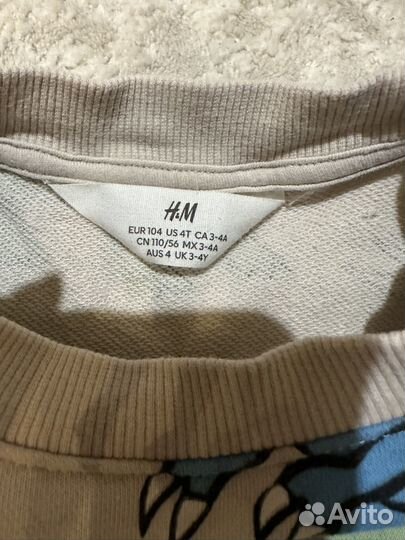 H&M
EUR 104 US 4T CA 3-4A
CN 110/56 MX 3-4A
AUS 4 UK 3-4Y
Avito